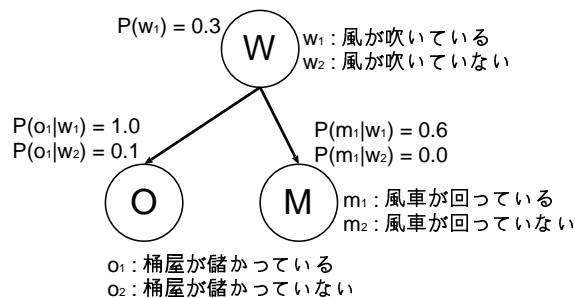 P(w₁) = 0.3
W
w₁ : 風が吹いている
w₂ : 風が吹いていない
P(o₁|w₁) = 1.0
P(o₁|w₂) = 0.1
P(m₁|w₁) = 0.6
P(m₁|w₂) = 0.0
O
M
m₁ : 風車が回っている
m₂ : 風車が回っていない
o₁ : 桶屋が儲かっている
o₂ : 桶屋が儲かっていない